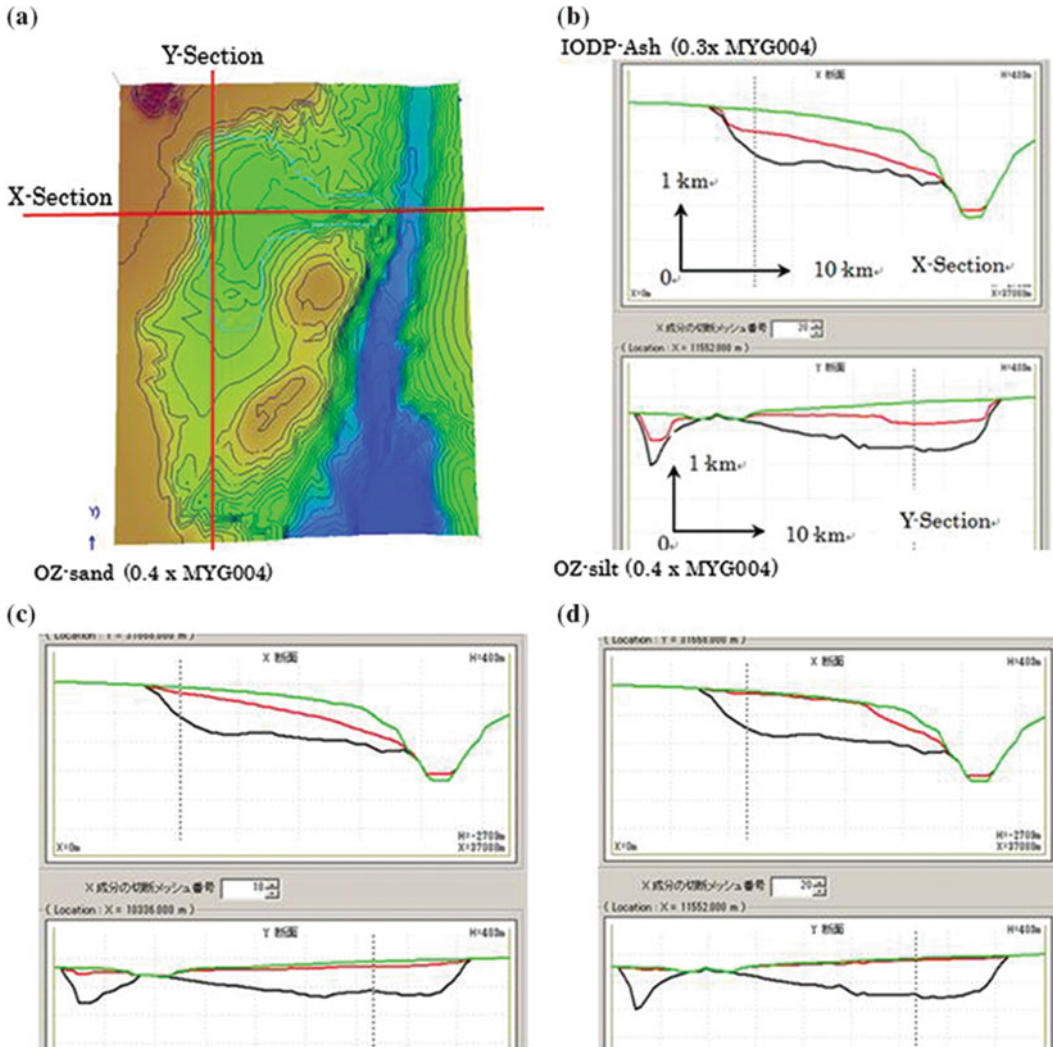 (a)
Y-Section
X-Section
Y)
OZ-sand (0.4 x MYG004)
(b)
IODP-Ash (0.3x MYG004)
X 断面
H=400m
1 km
0
10 km
X-Section
X=0m
X=37088m
X 成分の切断メッシュ番号 20
( Location : X = 11552.000 m )
Y 断面
H=400m
1 km
0
10 km
Y-Section
OZ-silt (0.4 x MYG004)
(c)
X 断面
H=400m
H=-2700m
X=0m
X=37088m
X 成分の切断メッシュ番号 18
( Location : X = 10336.000 m )
Y 断面
H=400m
(d)
X 断面
H=400m
H=-2700m
X=0m
X=37088m
X 成分の切断メッシュ番号 20
( Location : X = 11552.000 m )
Y 断面
H=400m